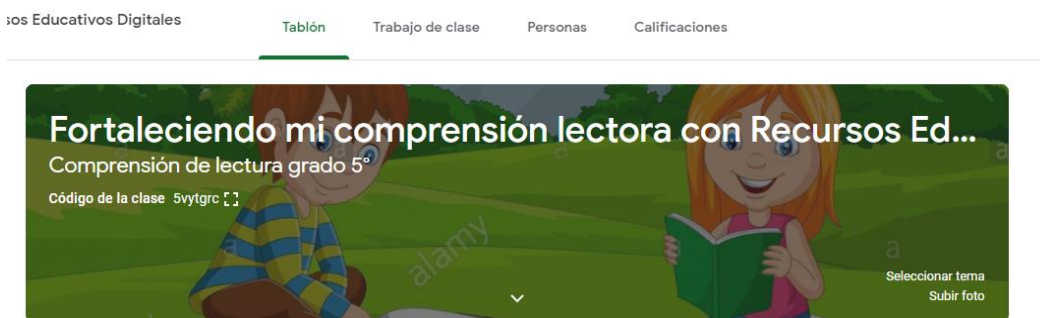 sos Educativos Digitales
Tablón Trabajo de clase Personas Calificaciones
Fortaleciendo mi comprensión lectora con Recursos Ed...
Comprensión de lectura grado 5°
Código de la clase 5vytgrc
alamy
a
a
a
a
a
Seleccionar tema
Subir foto